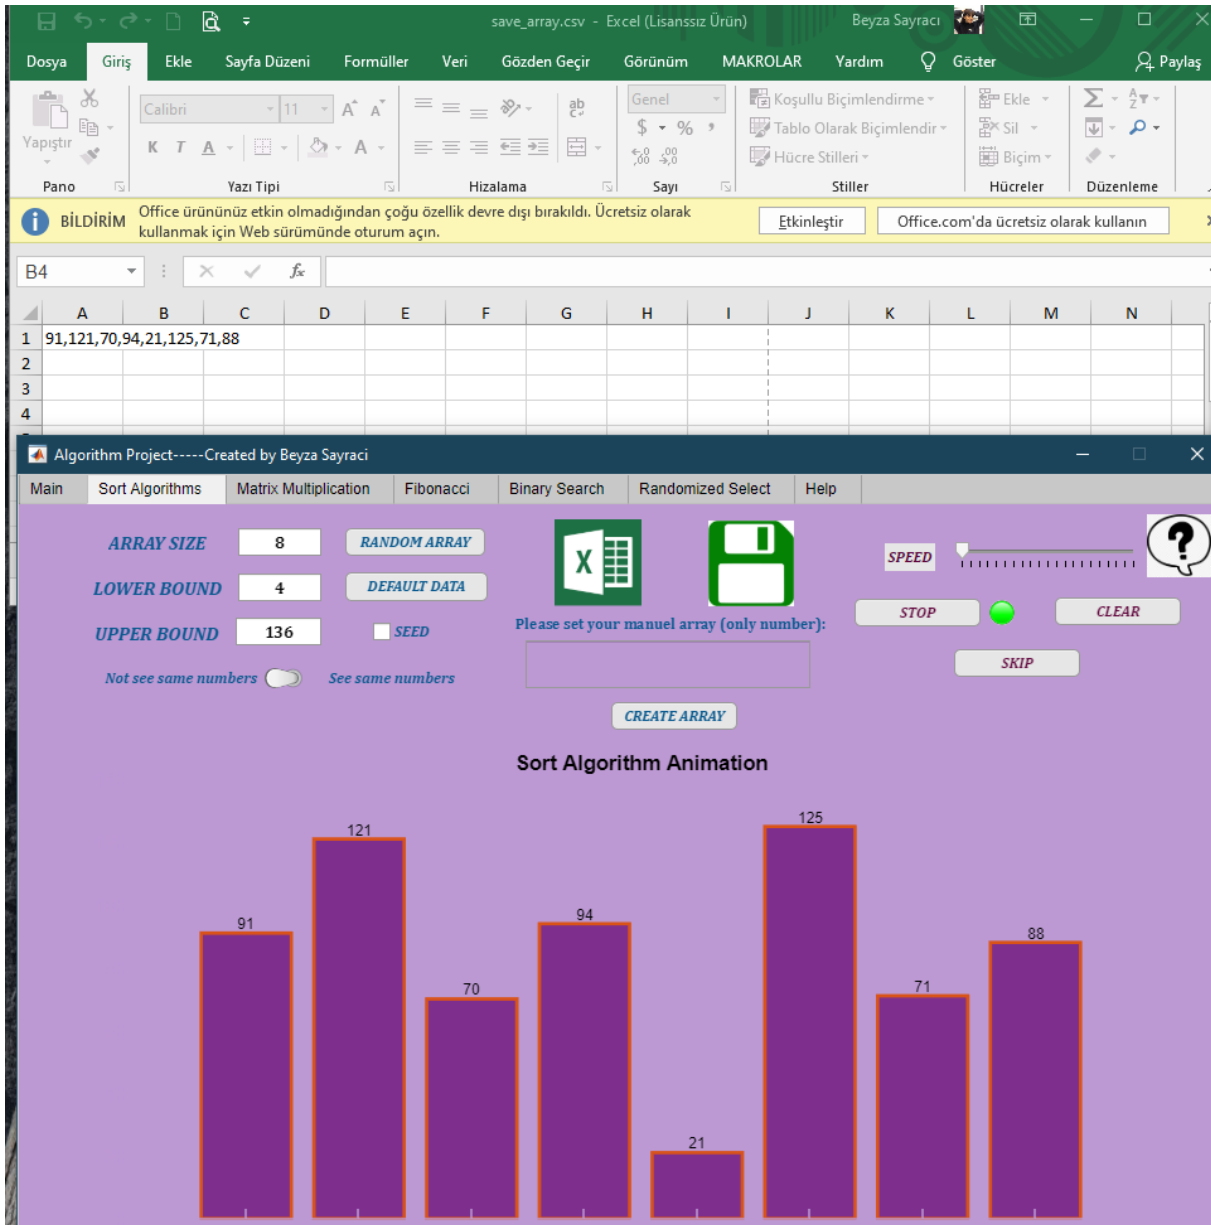 save_array.csv - Excel (Lisanssız Ürün) Beyza Sayracı
Dosya Giriş Ekle Sayfa Düzeni Formüller Veri Gözden Geçir Görünüm MAKROLAR Yardım Göster Paylaş
Calibri 11 A A ab Genel Koşullu Biçimlendirme Ekle
$ % Tablo Olarak Biçimlendir Sil
Yapıştır K T A A Hücre Stilleri Biçim
Pano Yazı Tipi Hizalama Sayı Stiller Hücreler Düzenleme
BİLDİRİM Office ürününüz etkin olmadığından çoğu özellik devre dışı bırakıldı. Ücretsiz olarak
kullanmak için Web sürümünde oturum açın.
Etkinleştir Office.com'da ücretsiz olarak kullanın
B4 fx
A B C D E F G H I J K L M N
1 91,121,70,94,21,125,71,88
2
3
4
Algorithm Project-----Created by Beyza Sayraci
Main Sort Algorithms Matrix Multiplication Fibonacci Binary Search Randomized Select Help
ARRAY SIZE 8 RANDOM ARRAY
LOWER BOUND 4 DEFAULT DATA
UPPER BOUND 136 SEED
Not see same numbers See same numbers
X
Please set your manuel array (only number):
CREATE ARRAY
SPEED ?
STOP CLEAR
SKIP
Sort Algorithm Animation
91 121 70 94 21 125 71 88